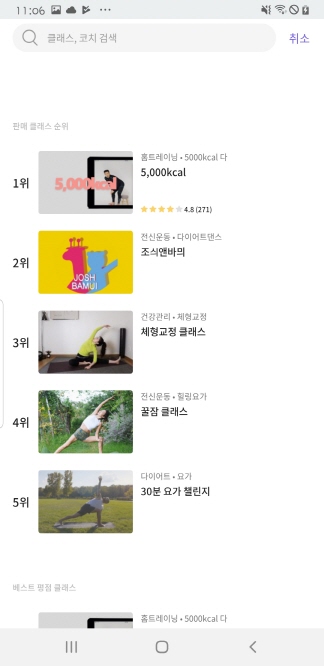 11:06
클래스, 코치 검색
취소
판매 클래스 순위
1위
5,000kcal
홈트레이닝 • 5000kcal 다
5,000kcal
4.8 (271)
2위
JOSH
BAMUI
전신운동 • 다이어트댄스
조싀앤바믜
3위
건강관리 • 체형교정
체형교정 클래스
4위
전신운동 • 힐링요가
꿀잠 클래스
5위
다이어트 • 요가
30분 요가 챌린지
베스트 평점 클래스
홈트레이닝 • 5000kcal 다